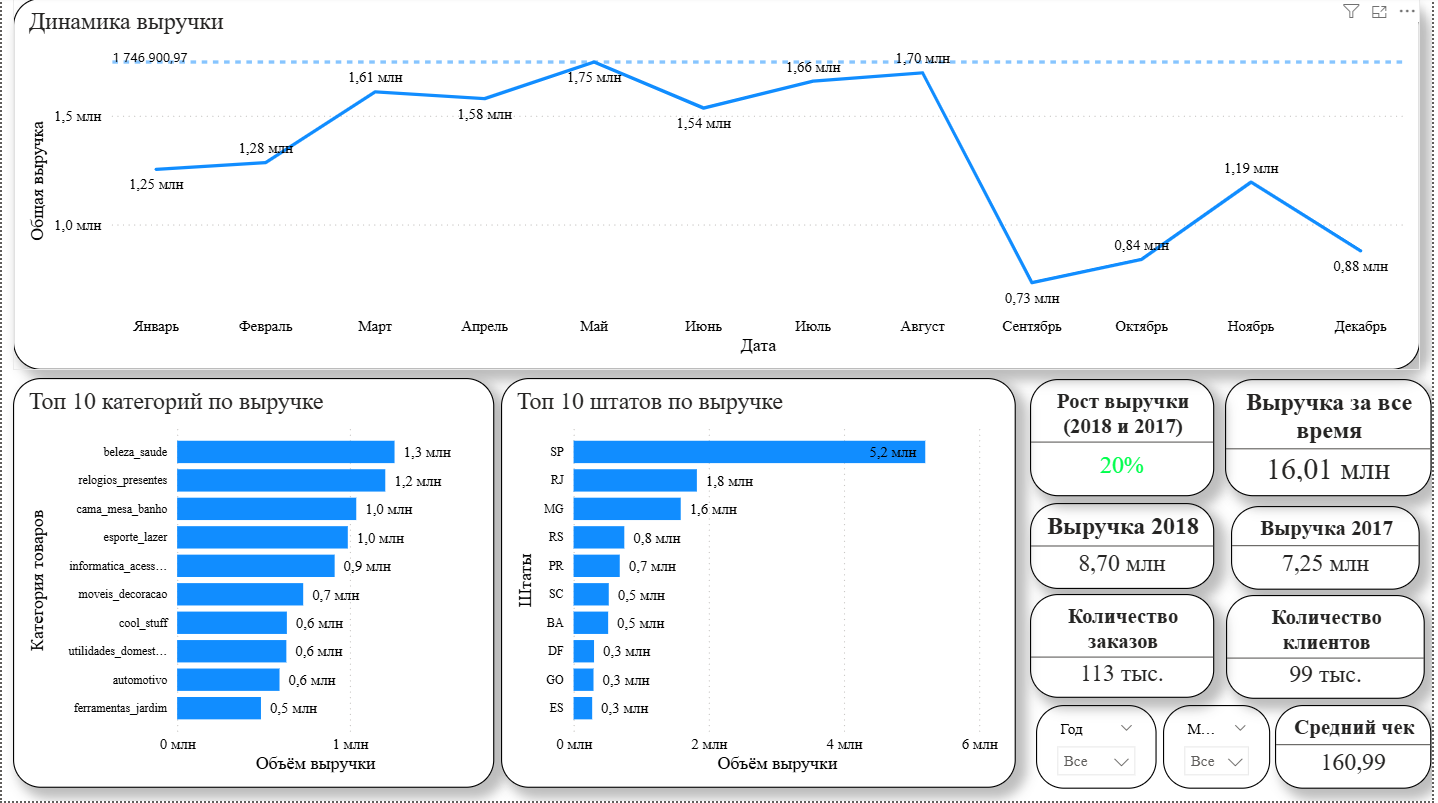 Динамика выручки
1 746 900,97
1,25 млн
1,28 млн
1,61 млн
1,58 млн
1,75 млн
1,54 млн
1,66 млн
1,70 млн
0,73 млн
0,84 млн
1,19 млн
0,88 млн
Общая выручка
1,5 млн
1,0 млн
Январь
Февраль
Март
Апрель
Май
Июнь
Июль
Август
Сентябрь
Октябрь
Ноябрь
Декабрь
Дата
Топ 10 категорий по выручке
Категория товаров
beleza_saude 1,3 млн
relogios_presentes 1,2 млн
cama_mesa_banho 1,0 млн
esporte_lazer 1,0 млн
informatica_acess… 0,9 млн
moveis_decoracao 0,7 млн
cool_stuff 0,6 млн
utilidades_domest… 0,6 млн
automotivo 0,6 млн
ferramentas_jardim 0,5 млн
0 млн 1 млн
Объём выручки
Топ 10 штатов по выручке
Штаты
SP 5,2 млн
RJ 1,8 млн
MG 1,6 млн
RS 0,8 млн
PR 0,7 млн
SC 0,5 млн
BA 0,5 млн
DF 0,3 млн
GO 0,3 млн
ES 0,3 млн
0 млн 2 млн 4 млн 6 млн
Объём выручки
Рост выручки
(2018 и 2017)
20%
Выручка за все
время
16,01 млн
Выручка 2018
8,70 млн
Выручка 2017
7,25 млн
Количество
заказов
113 тыс.
Количество
клиентов
99 тыс.
Год
Все
М…
Все
Средний чек
160,99